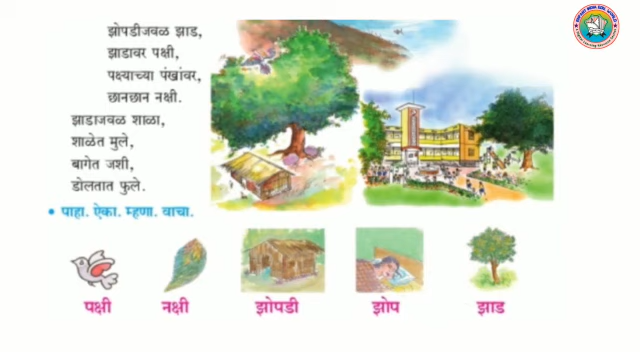 झोपडीजवळ झाड,
झाडावर पक्षी,
पक्ष्याच्या पंखांवर,
छानछान नक्षी.
झाडाजवळ शाळा,
शाळेत मुले,
बागेत जशी,
डोलतात फुले.
• पाहा. ऐका. म्हणा. वाचा.
पक्षी नक्षी झोपडी झोप झाड